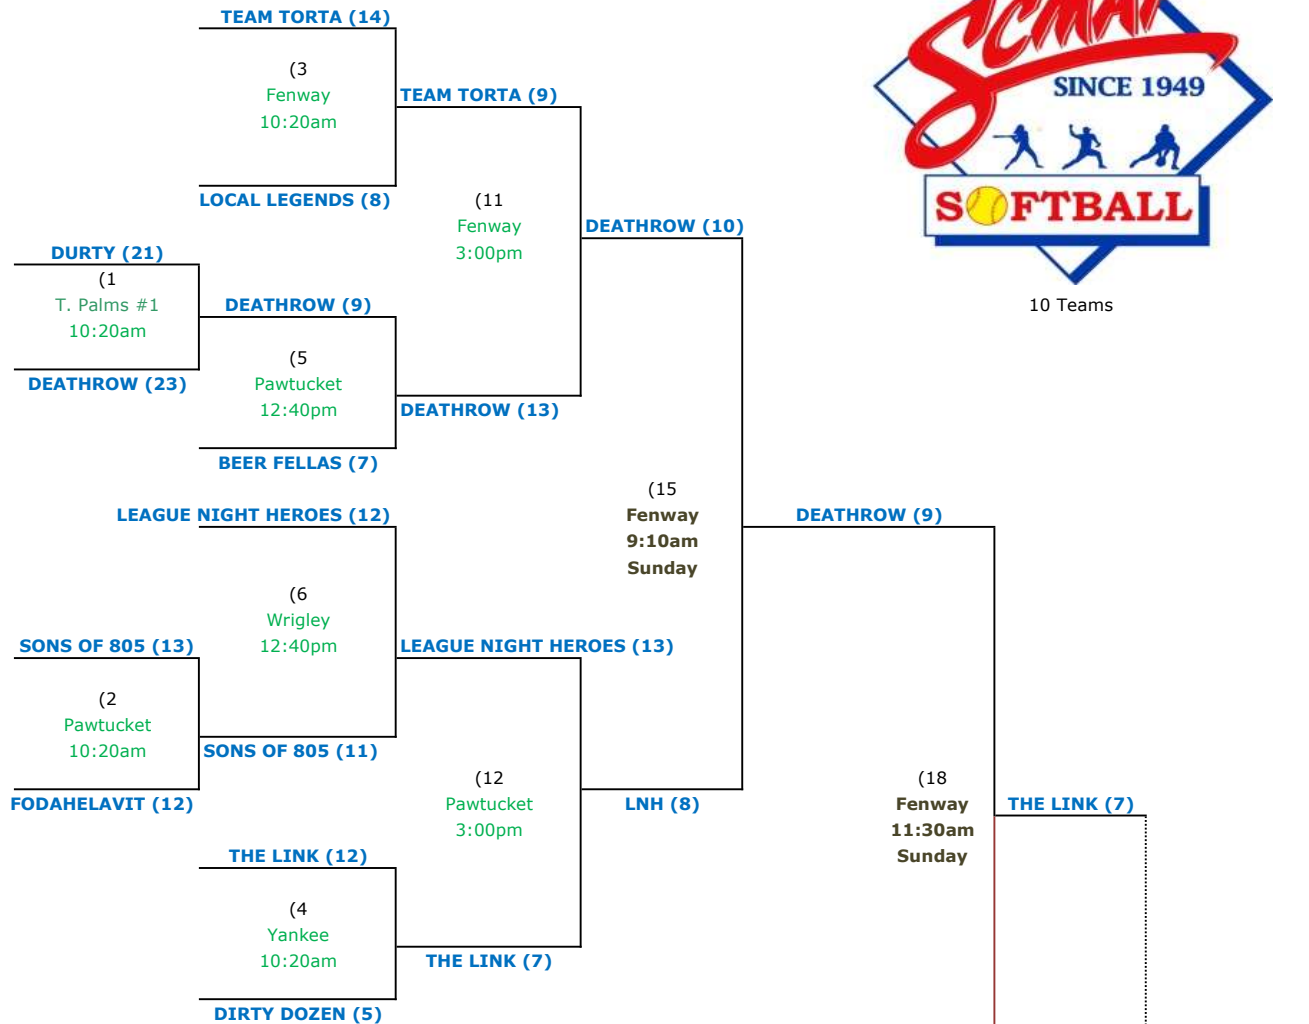 TEAM TORTA (14)
SCMAF
SINCE 1949
SOFTBALL
10 Teams
(3
Fenway
10:20am
TEAM TORTA (9)
LOCAL LEGENDS (8)
(11
Fenway
3:00pm
DEATHROW (10)
DURTY (21)
(1
T. Palms #1
10:20am
DEATHROW (9)
DEATHROW (23)
(5
Pawtucket
12:40pm
DEATHROW (13)
BEER FELLAS (7)
(15
Fenway
9:10am
Sunday
LEAGUE NIGHT HEROES (12)
DEATHROW (9)
(6
Wrigley
12:40pm
SONS OF 805 (13)
LEAGUE NIGHT HEROES (13)
(2
Pawtucket
10:20am
SONS OF 805 (11)
FODAHELAVIT (12)
(12
Pawtucket
3:00pm
LNH (8)
(18
Fenway
11:30am
Sunday
THE LINK (7)
THE LINK (12)
(4
Yankee
10:20am
THE LINK (7)
DIRTY DOZEN (5)